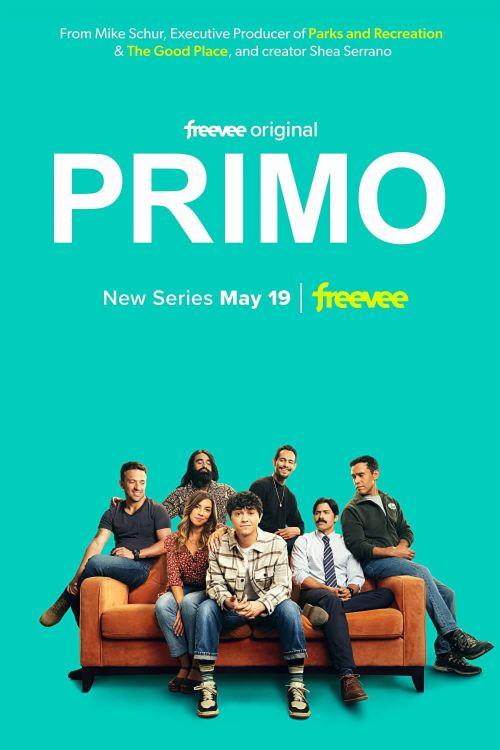 From Mike Schur, Executive Producer of Parks and Recreation
& The Good Place, and creator Shea Serrano
freevee original
PRIMO
New Series May 19 | freevee